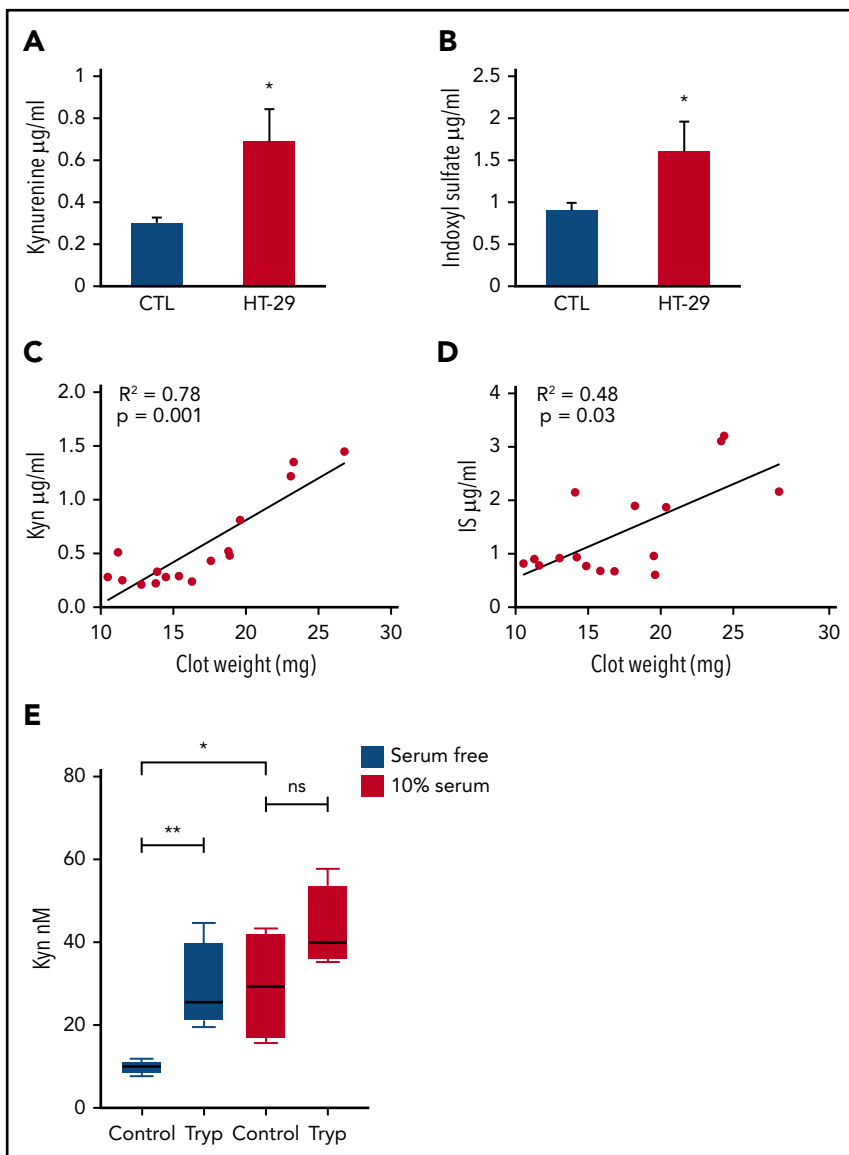 A
Kynurenine µg/ml
1
0.8
0.6
0.4
0.2
0
*
CTL HT-29
B
Indoxyl sulfate µg/ml
2.5
2
1.5
1
0.5
0
*
CTL HT-29
C
R² = 0.78
p = 0.001
Kyn µg/ml
2.0
1.5
1.0
0.5
0.0
10 15 20 25 30
Clot weight (mg)
D
R² = 0.48
p = 0.03
IS µg/ml
4
3
2
1
0
10 15 20 25 30
Clot weight (mg)
E
Serum free
10% serum
Kyn nM
80
60
40
20
0
*
**
ns
Control Tryp Control Tryp